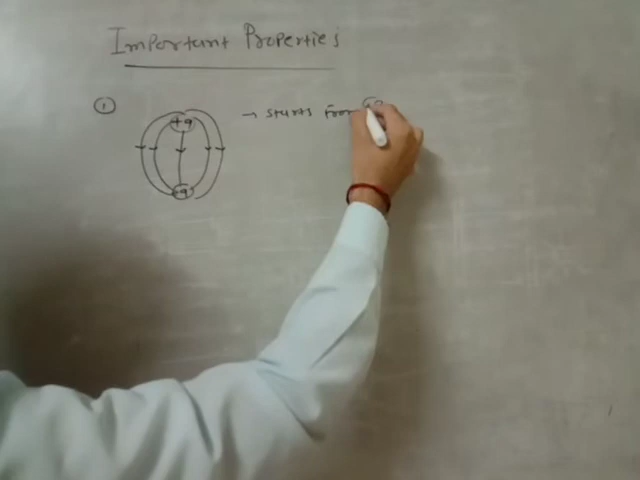 Important Properties
①
+q
-q
→ starts from